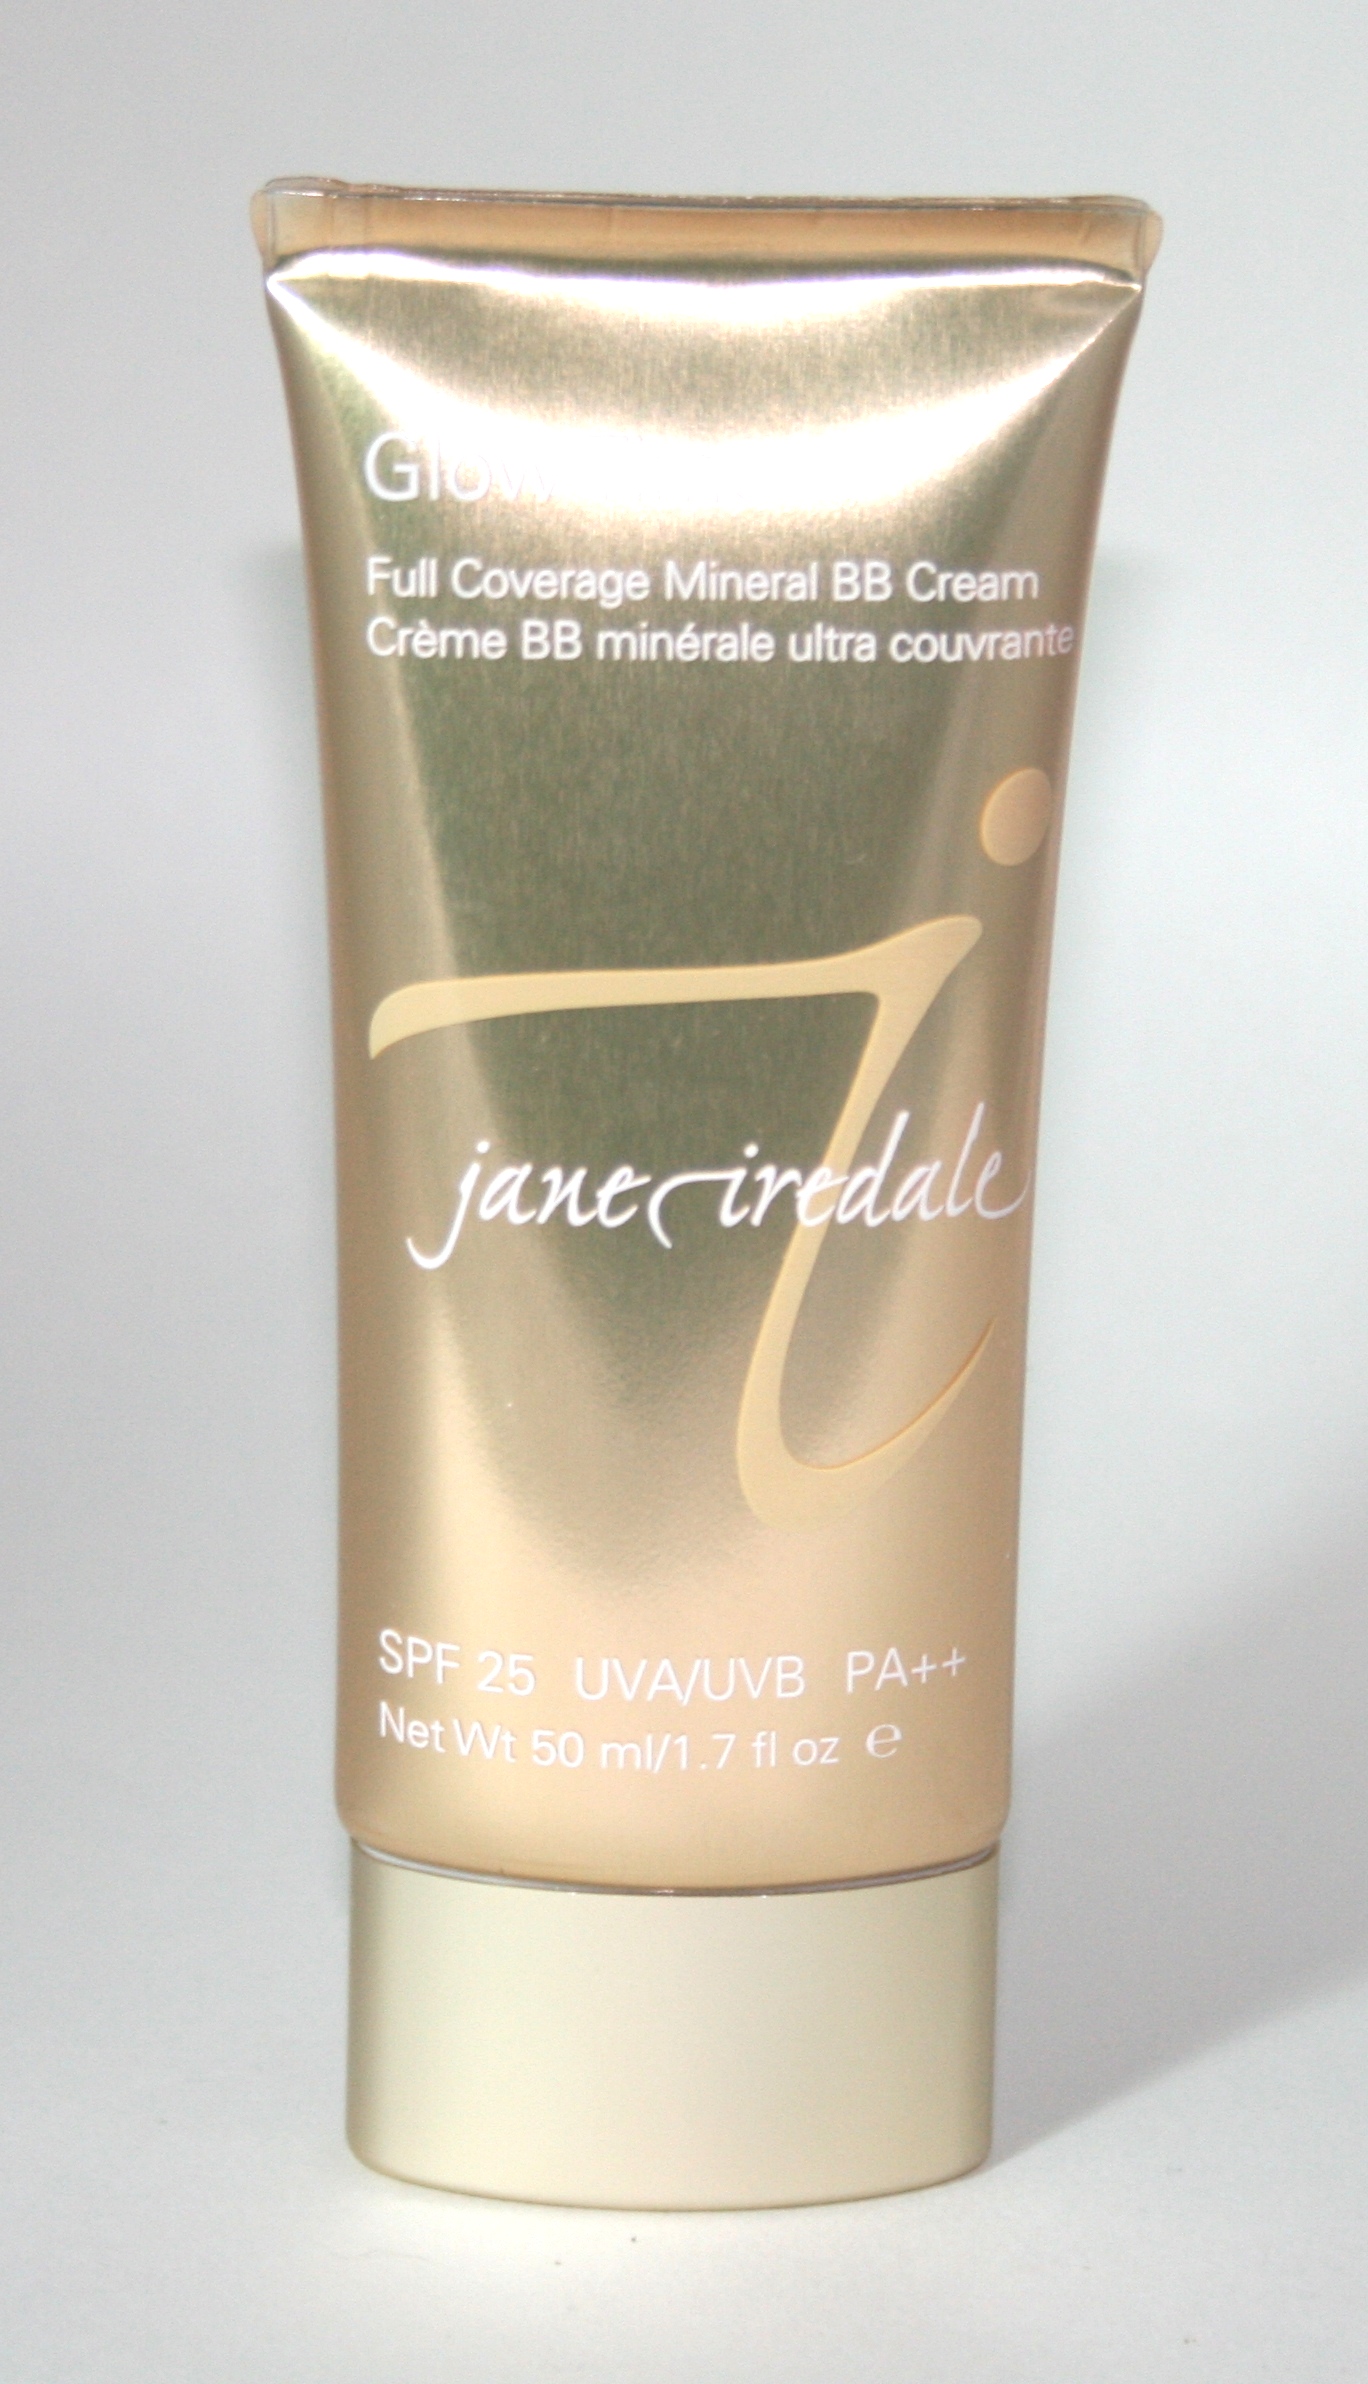 Glow
Full Coverage Mineral BB Cream
Crème BB minérale ultra couvrante
jane iredale
SPF 25 UVA/UVB PA++
Net Wt 50 ml/1.7 fl oz ℮